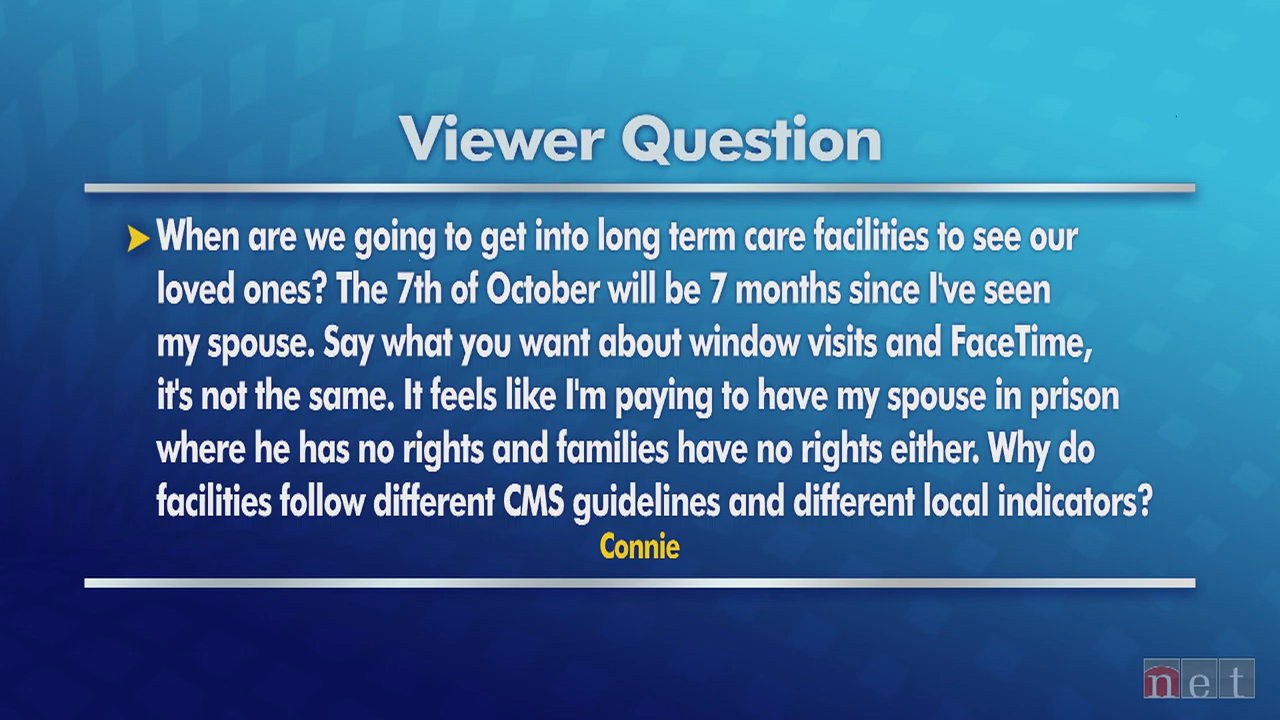 Viewer Question
When are we going to get into long term care facilities to see our
loved ones? The 7th of October will be 7 months since I've seen
my spouse. Say what you want about window visits and FaceTime,
it's not the same. It feels like I'm paying to have my spouse in prison
where he has no rights and families have no rights either. Why do
facilities follow different CMS guidelines and different local indicators?
Connie
net